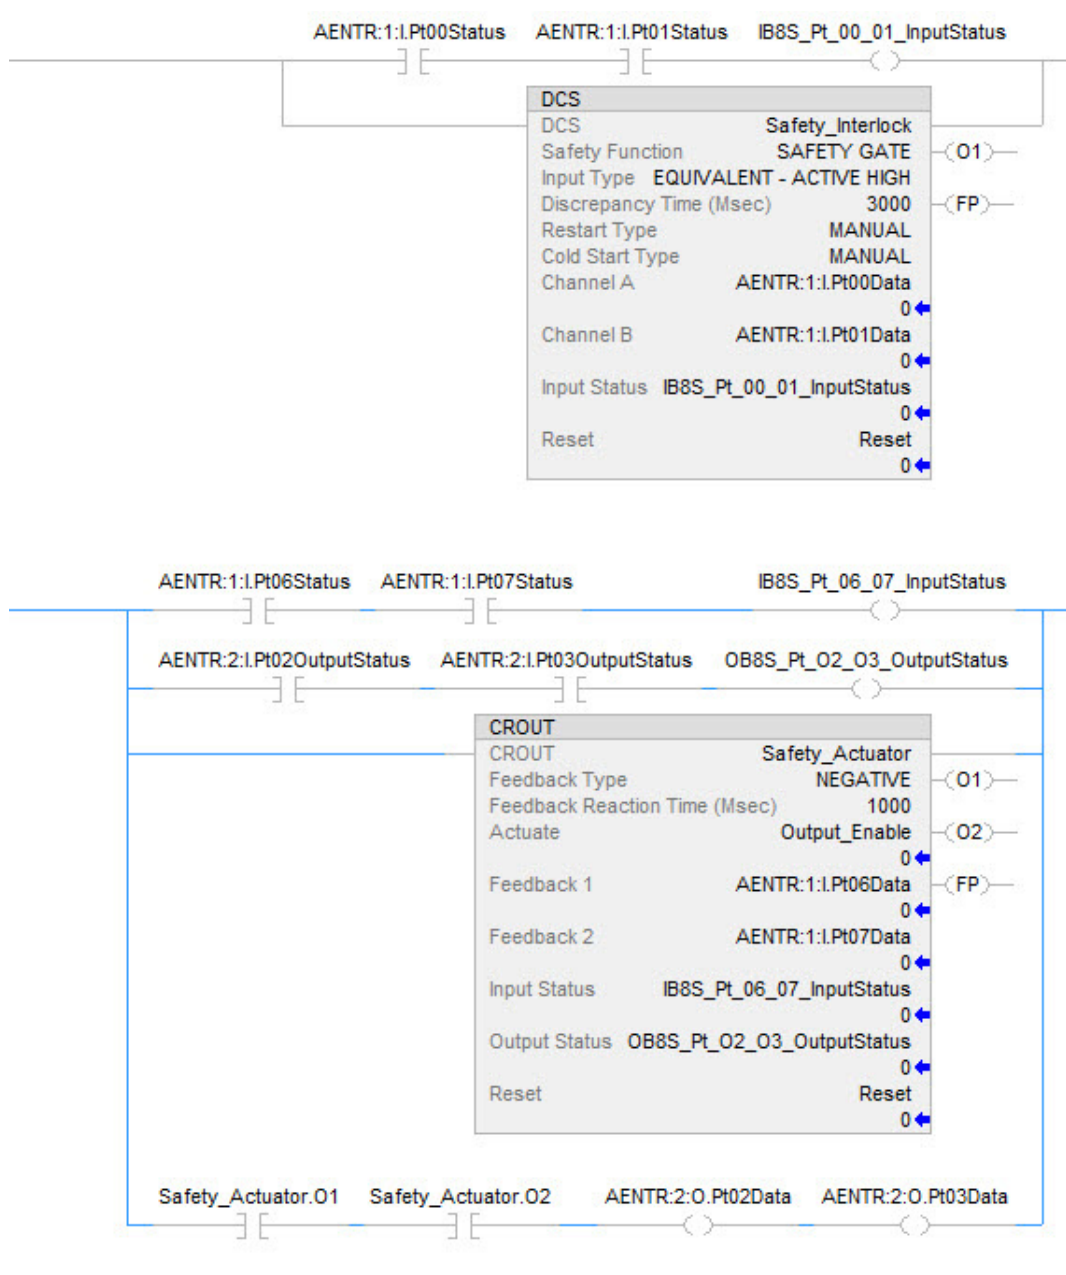 AENTR:1:I.Pt00Status AENTR:1:I.Pt01Status IB8S_Pt_00_01_InputStatus
DCS
DCS Safety_Interlock
Safety Function SAFETY GATE (O1)
Input Type EQUIVALENT - ACTIVE HIGH
Discrepancy Time (Msec) 3000 (FP)
Restart Type MANUAL
Cold Start Type MANUAL
Channel A AENTR:1:I.Pt00Data
0
Channel B AENTR:1:I.Pt01Data
0
Input Status IB8S_Pt_00_01_InputStatus
0
Reset Reset
0
AENTR:1:I.Pt06Status AENTR:1:I.Pt07Status IB8S_Pt_06_07_InputStatus
AENTR:2:I.Pt02OutputStatus AENTR:2:I.Pt03OutputStatus OB8S_Pt_O2_O3_OutputStatus
CROUT
CROUT Safety_Actuator
Feedback Type NEGATIVE (O1)
Feedback Reaction Time (Msec) 1000
Actuate Output_Enable (O2)
0
Feedback 1 AENTR:1:I.Pt06Data (FP)
0
Feedback 2 AENTR:1:I.Pt07Data
0
Input Status IB8S_Pt_06_07_InputStatus
0
Output Status OB8S_Pt_O2_O3_OutputStatus
0
Reset Reset
0
Safety_Actuator.O1 Safety_Actuator.O2 AENTR:2:O.Pt02Data AENTR:2:O.Pt03Data